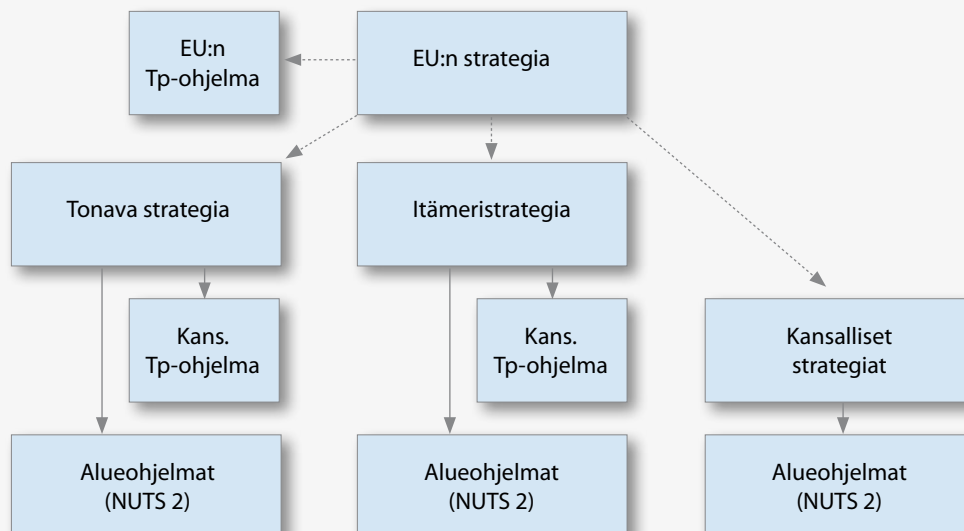 EU:n
Tp-ohjelma
EU:n strategia
Tonava strategia
Itämeristrategia
Kans.
Tp-ohjelma
Kans.
Tp-ohjelma
Kansalliset
strategiat
Alueohjelmat
(NUTS 2)
Alueohjelmat
(NUTS 2)
Alueohjelmat
(NUTS 2)